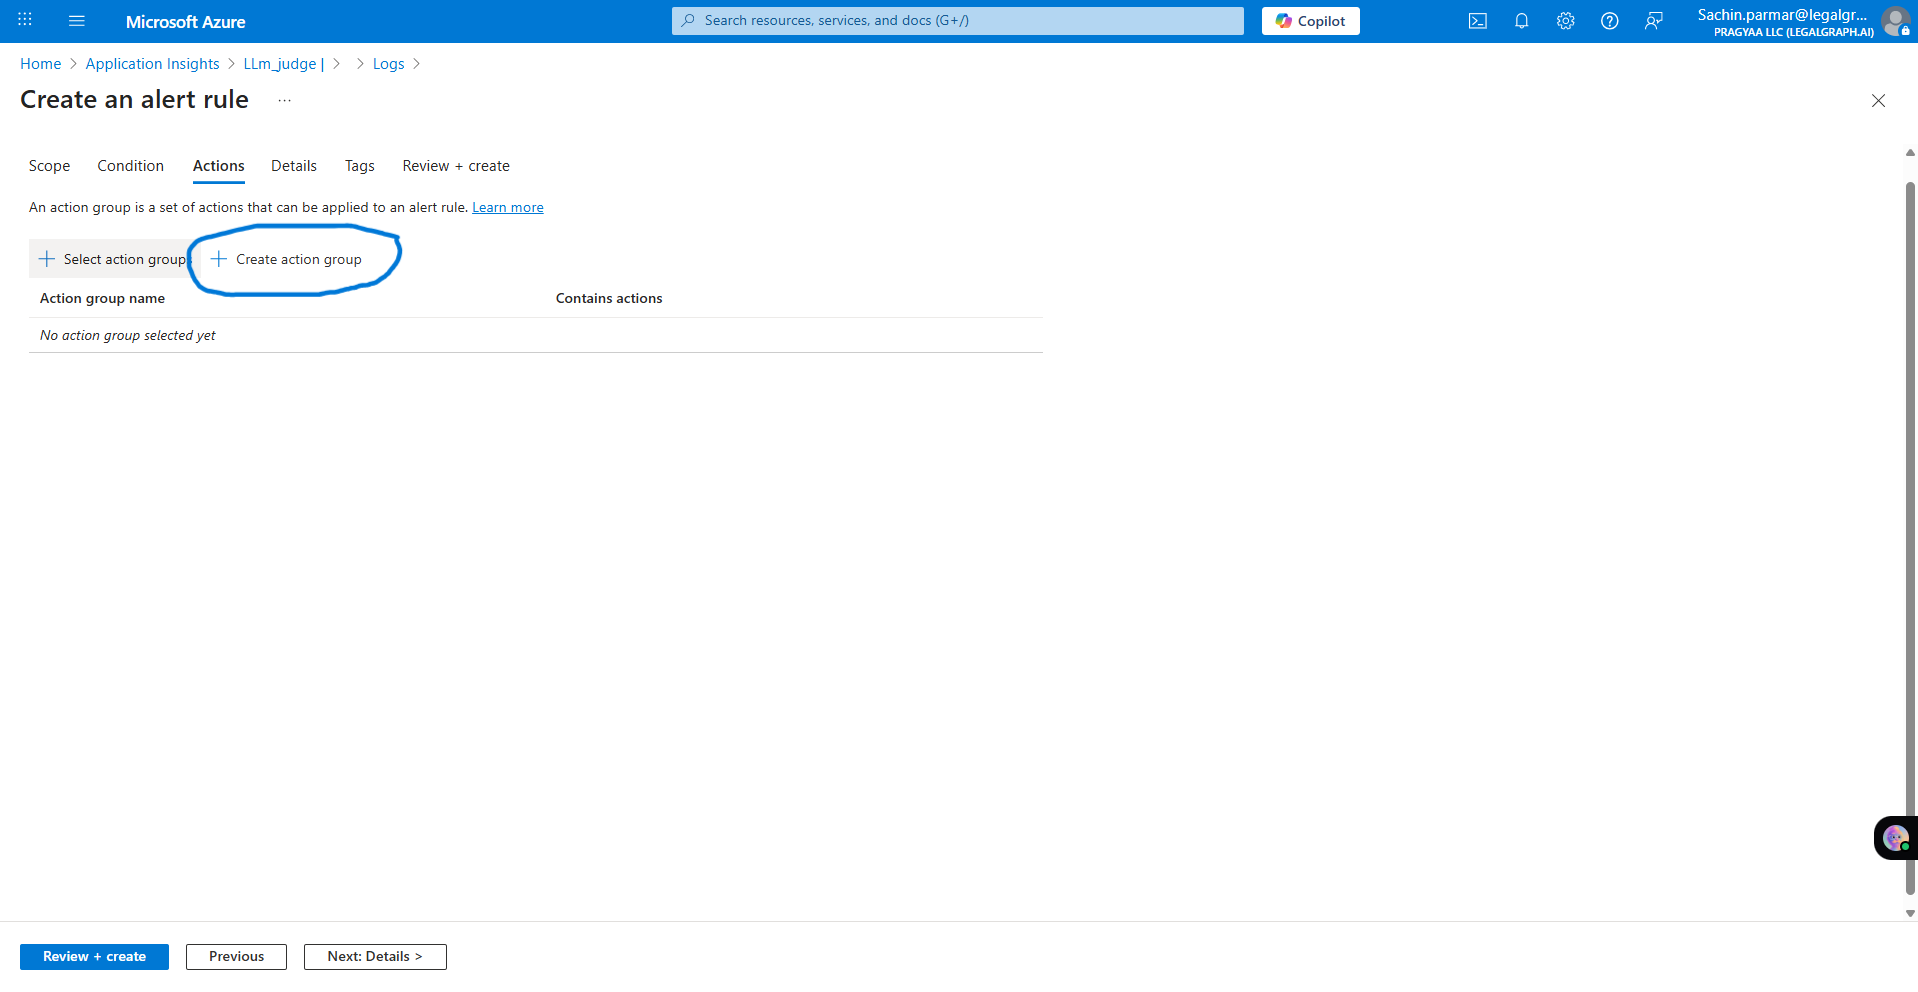 Microsoft Azure
Search resources, services, and docs (G+/)
Copilot
Sachin.parmar@legalgr...
PRAGYAA LLC (LEGALGRAPH.AI)
Home > Application Insights > LLm_judge | > > Logs >
Create an alert rule ...
Scope Condition Actions Details Tags Review + create
An action group is a set of actions that can be applied to an alert rule. Learn more
+ Select action groups + Create action group
Action group name Contains actions
No action group selected yet
Review + create Previous Next: Details >